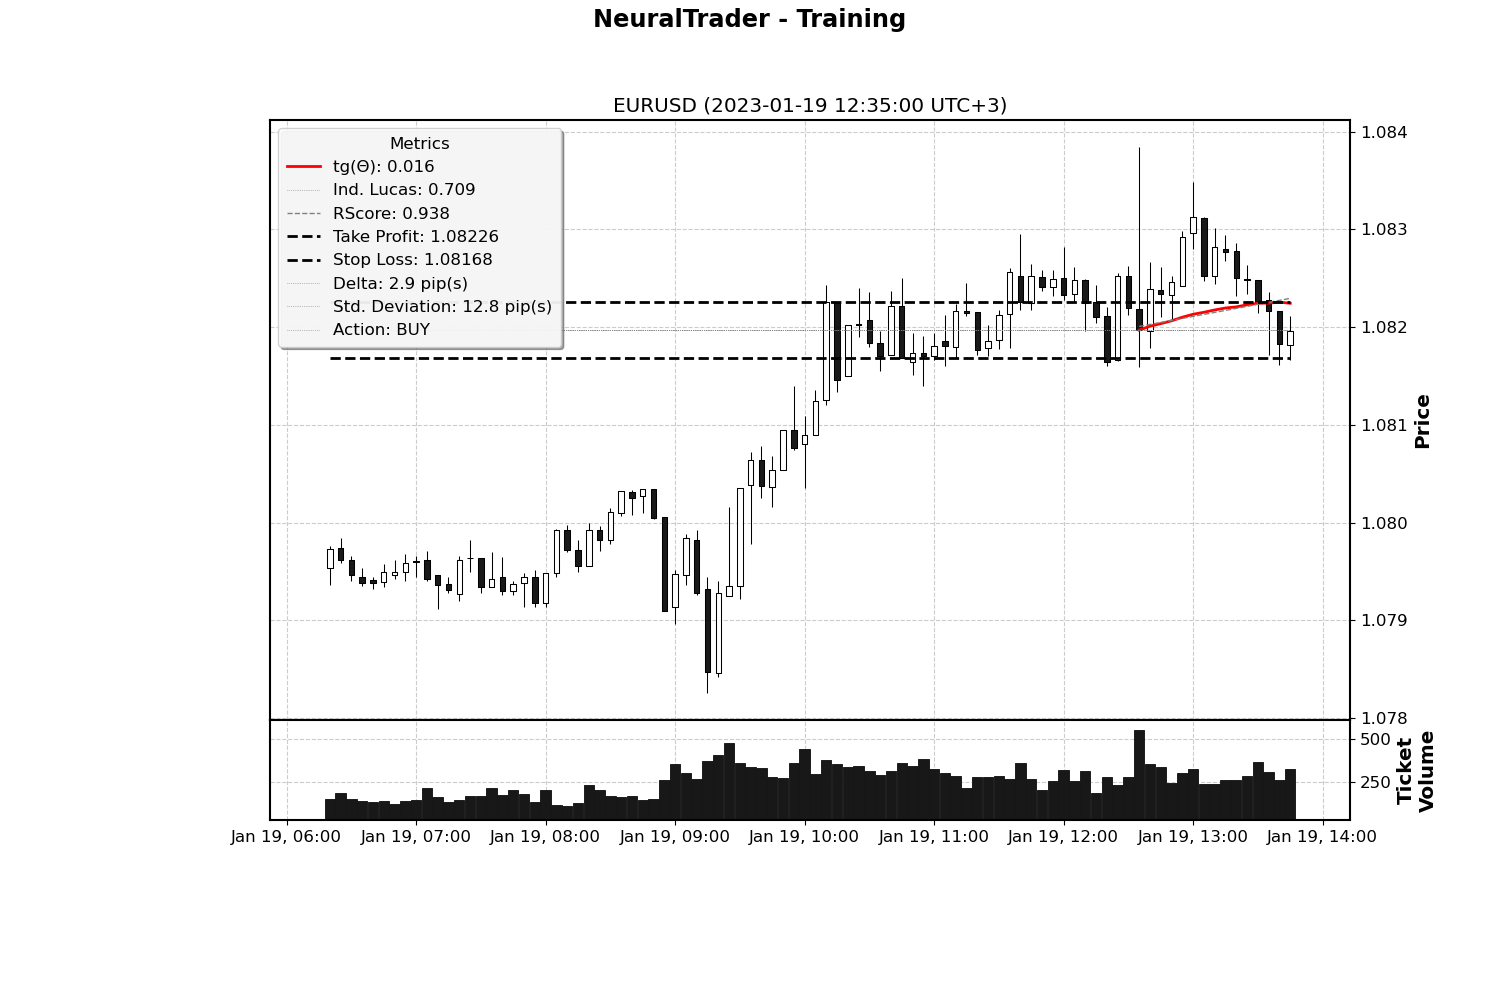 NeuralTrader - Training
EURUSD (2023-01-19 12:35:00 UTC+3)
Metrics
tg(Θ): 0.016
Ind. Lucas: 0.709
RScore: 0.938
Take Profit: 1.08226
Stop Loss: 1.08168
Delta: 2.9 pip(s)
Std. Deviation: 12.8 pip(s)
Action: BUY
1.084
1.083
1.082
1.081
1.080
1.079
1.078
Price
500
250
Ticket
Volume
Jan 19, 06:00
Jan 19, 07:00
Jan 19, 08:00
Jan 19, 09:00
Jan 19, 10:00
Jan 19, 11:00
Jan 19, 12:00
Jan 19, 13:00
Jan 19, 14:00